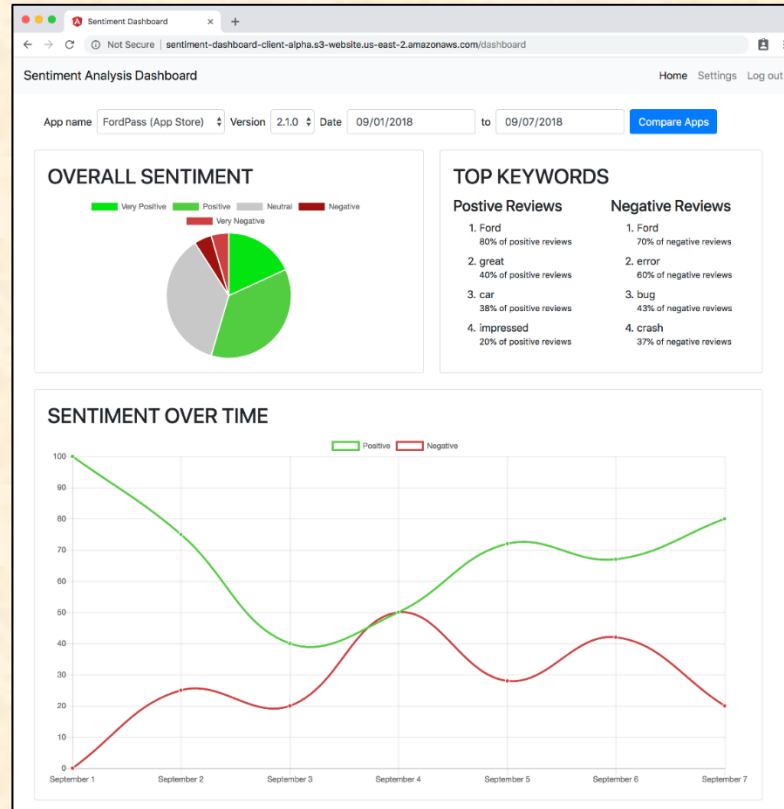 Sentiment Dashboard
Not Secure | sentiment-dashboard-client-alpha.s3-website.us-east-2.amazonaws.com/dashboard
Sentiment Analysis Dashboard Home Settings Log out
App name FordPass (App Store) Version 2.1.0 Date 09/01/2018 to 09/07/2018 Compare Apps
OVERALL SENTIMENT
Very Positive Positive Neutral Negative
Very Negative
TOP KEYWORDS
Postive Reviews
1. Ford
80% of positive reviews
2. great
40% of positive reviews
3. car
38% of positive reviews
4. impressed
20% of positive reviews
Negative Reviews
1. Ford
70% of negative reviews
2. error
60% of negative reviews
3. bug
43% of negative reviews
4. crash
37% of negative reviews
SENTIMENT OVER TIME
Positive Negative
100
90
80
70
60
50
40
30
20
10
0
September 1 September 2 September 3 September 4 September 5 September 6 September 7